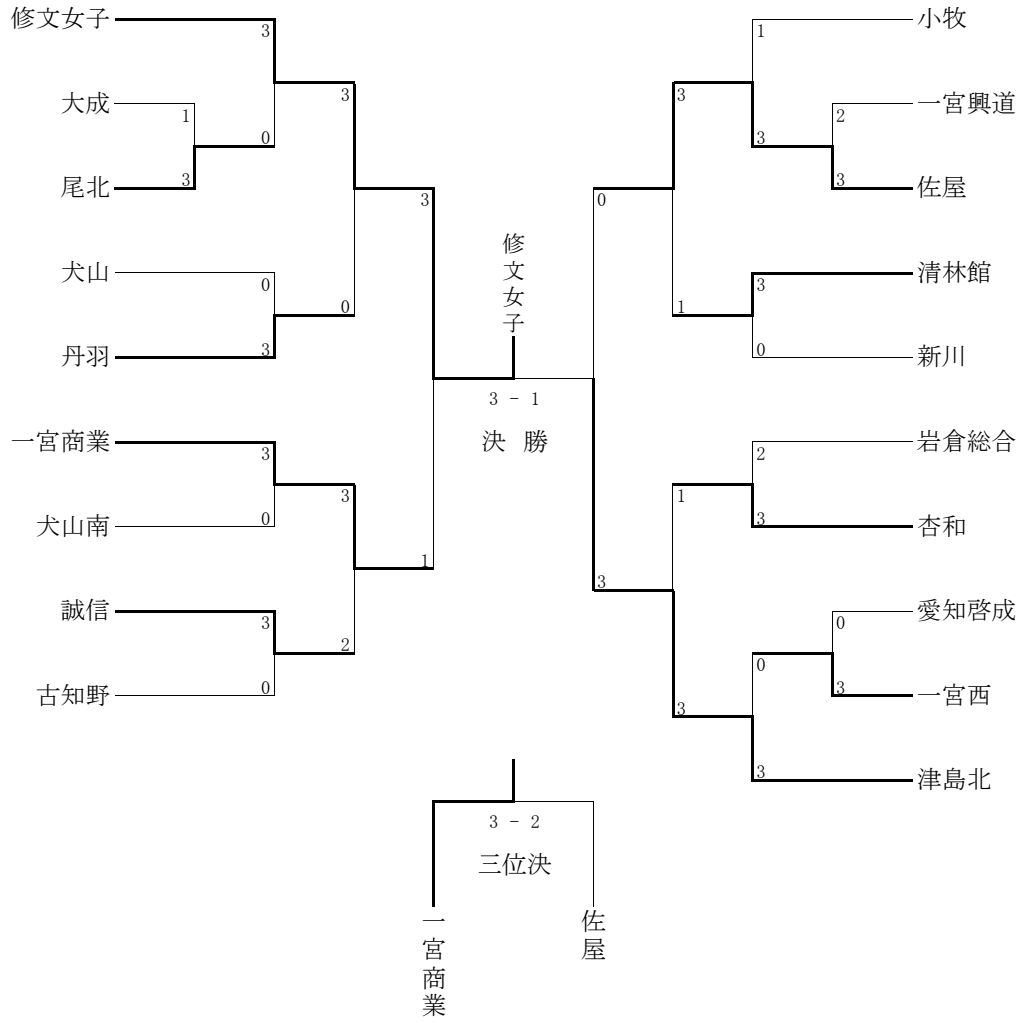 修文女子
3
大成
1
0
尾北
3
3
犬山
0
0
丹羽
3
3
一宮商業
3
3
犬山南
0
1
誠信
3
2
古知野
0
小牧
1
3
一宮興道
2
3
佐屋
3
0
清林館
3
1
新川
0
岩倉総合
2
1
杏和
3
3
愛知啓成
0
0
一宮西
3
3
津島北
3
修文女子
3 - 1
決 勝
3 - 2
三位決
一宮商業
佐屋